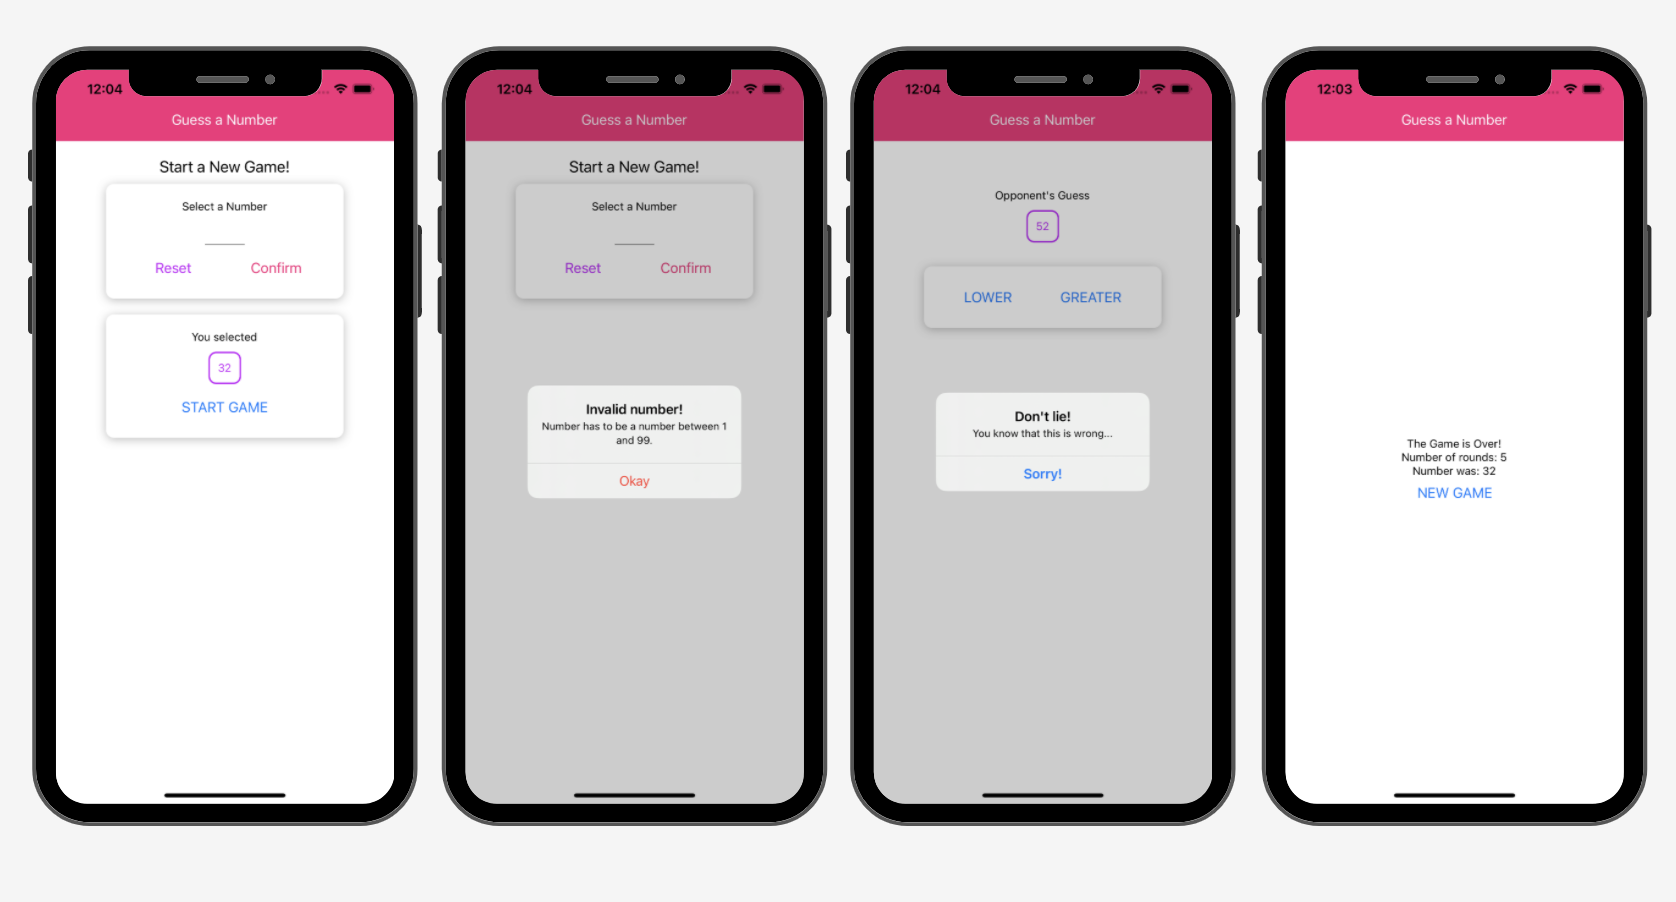 12:04
Guess a Number
Start a New Game!
Select a Number
Reset Confirm
You selected
32
START GAME
12:04
Guess a Number
Start a New Game!
Select a Number
Reset Confirm
Invalid number!
Number has to be a number between 1
and 99.
Okay
12:04
Guess a Number
Opponent's Guess
52
LOWER GREATER
Don't lie!
You know that this is wrong...
Sorry!
12:03
Guess a Number
The Game is Over!
Number of rounds: 5
Number was: 32
NEW GAME